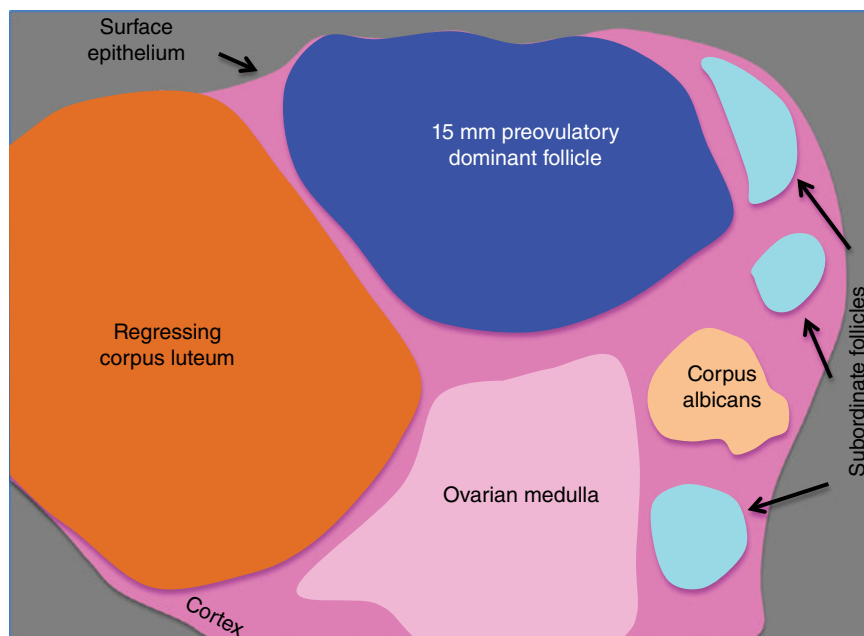 Surface
epithelium
15 mm preovulatory
dominant follicle
Regressing
corpus luteum
Corpus
albicans
Subordinate follicles
Ovarian medulla
Cortex